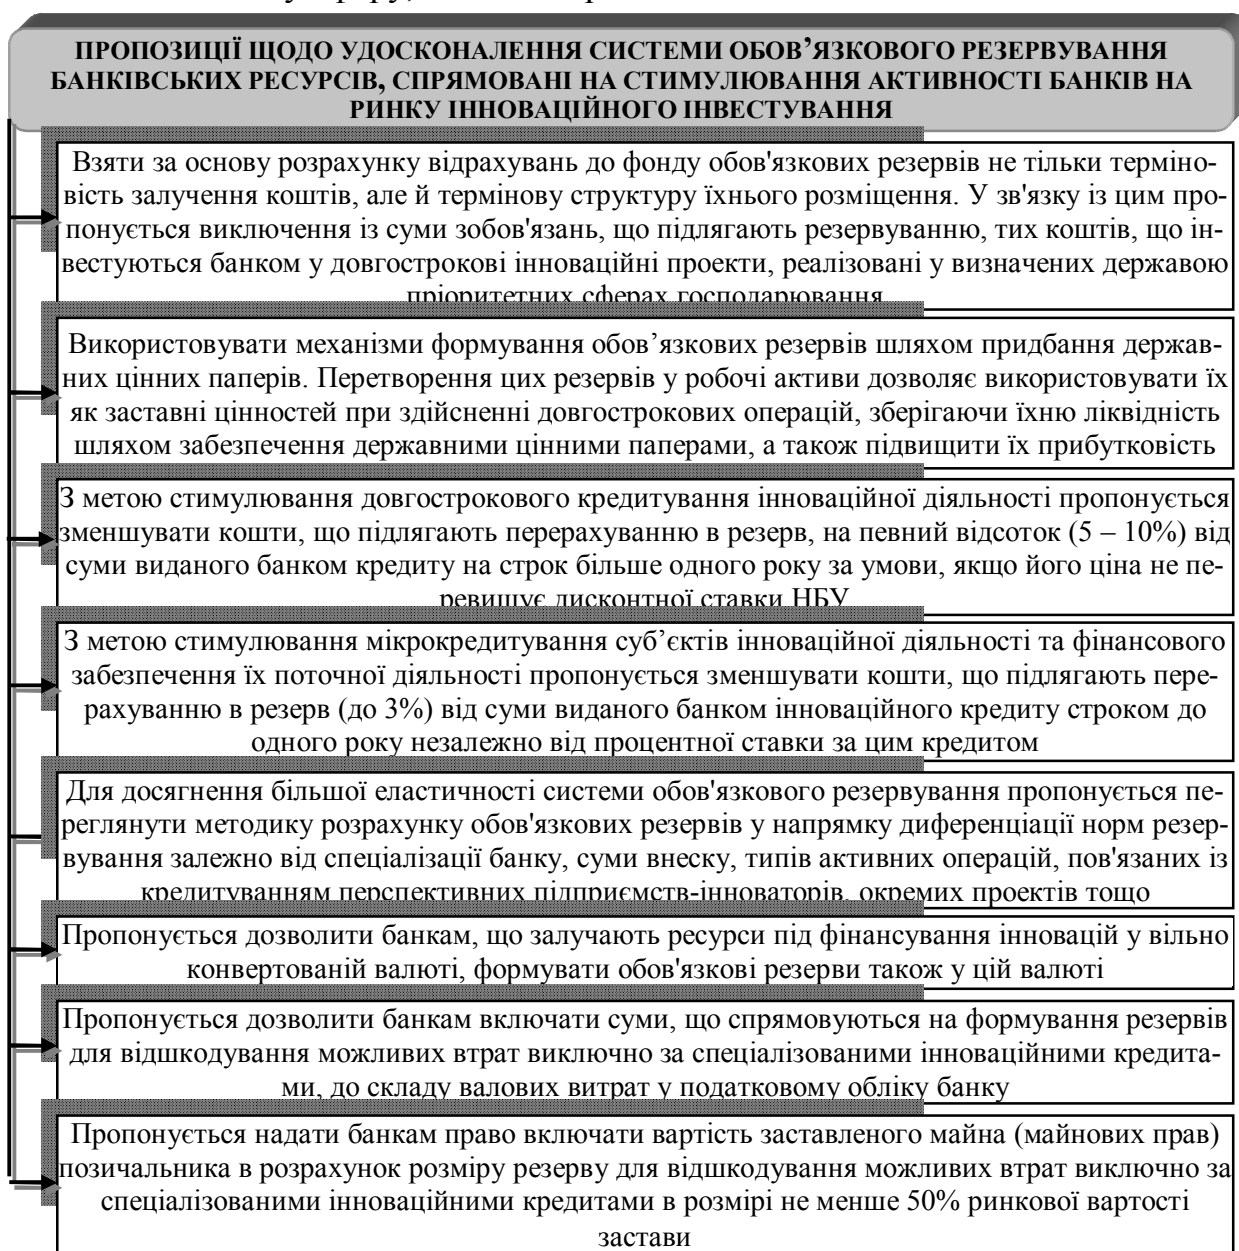 ПРОПОЗИЦІЇ ЩОДО УДОСКОНАЛЕННЯ СИСТЕМИ ОБОВ’ЯЗКОВОГО РЕЗЕРВУВАННЯ
БАНКІВСЬКИХ РЕСУРСІВ, СПРЯМОВАНІ НА СТИМУЛЮВАННЯ АКТИВНОСТІ БАНКІВ НА
РИНКУ ІННОВАЦІЙНОГО ІНВЕСТУВАННЯ
Взяти за основу розрахунку відрахувань до фонду обов'язкових резервів не тільки терміно-
вість залучення коштів, але й термінову структуру їхнього розміщення. У зв'язку із цим про-
понується виключення із суми зобов'язань, що підлягають резервуванню, тих коштів, що ін-
вестуються банком у довгострокові інноваційні проекти, реалізовані у визначених державою
пріоритетних сферах господарювання
Використовувати механізми формування обов’язкових резервів шляхом придбання держав-
них цінних паперів. Перетворення цих резервів у робочі активи дозволяє використовувати їх
як заставні цінностей при здійсненні довгострокових операцій, зберігаючи їхню ліквідність
шляхом забезпечення державними цінними паперами, а також підвищити їх прибутковість
З метою стимулювання довгострокового кредитування інноваційної діяльності пропонується
зменшувати кошти, що підлягають перерахуванню в резерв, на певний відсоток (5 – 10%) від
суми виданого банком кредиту на строк більше одного року за умови, якщо його ціна не пе-
ревищує дисконтної ставки НБУ
З метою стимулювання мікрокредитування суб’єктів інноваційної діяльності та фінансового
забезпечення їх поточної діяльності пропонується зменшувати кошти, що підлягають пере-
рахуванню в резерв (до 3%) від суми виданого банком інноваційного кредиту строком до
одного року незалежно від процентної ставки за цим кредитом
Для досягнення більшої еластичності системи обов'язкового резервування пропонується пе-
реглянути методику розрахунку обов'язкових резервів у напрямку диференціації норм резер-
вування залежно від спеціалізації банку, суми внеску, типів активних операцій, пов'язаних із
кредитуванням перспективних підприємств-інноваторів, окремих проектів тощо
Пропонується дозволити банкам, що залучають ресурси під фінансування інновацій у вільно
конвертованій валюті, формувати обов'язкові резерви також у цій валюті
Пропонується дозволити банкам включати суми, що спрямовуються на формування резервів
для відшкодування можливих втрат виключно за спеціалізованими інноваційними кредита-
ми, до складу валових витрат у податковому обліку банку
Пропонується надати банкам право включати вартість заставленого майна (майнових прав)
позичальника в розрахунок розміру резерву для відшкодування можливих втрат виключно за
спеціалізованими інноваційними кредитами в розмірі не менше 50% ринкової вартості
застави